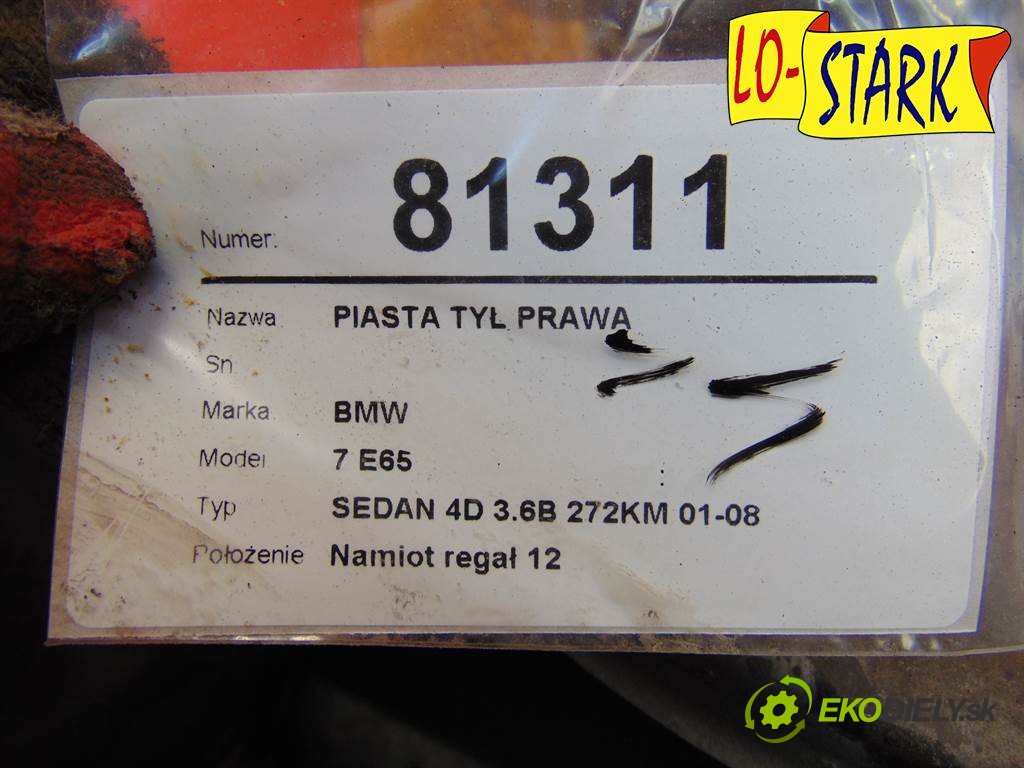 LO-STARK
Numer. 81311
Nazwa PIASTA TYŁ PRAWA
Sn
Marka BMW
Model 7 E65
Typ SEDAN 4D 3.6B 272KM 01-08
Położenie Namiot regał 12
EKODIELY.sk